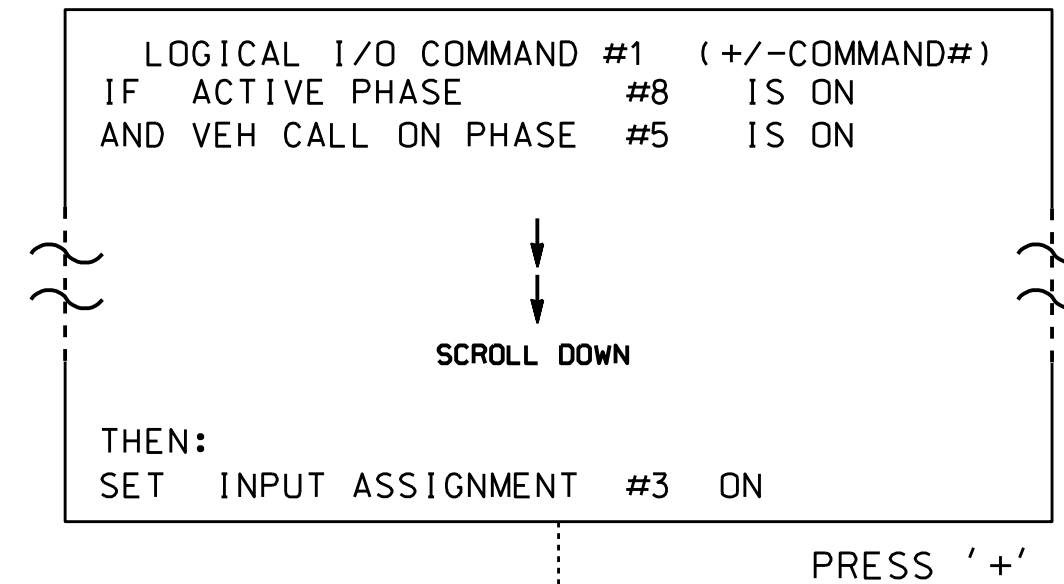 LOGICAL I/O COMMAND #1 (+/-COMMAND#)
IF ACTIVE PHASE #8 IS ON
AND VEH CALL ON PHASE #5 IS ON
SCROLL DOWN
THEN:
SET INPUT ASSIGNMENT #3 ON
PRESS '+'